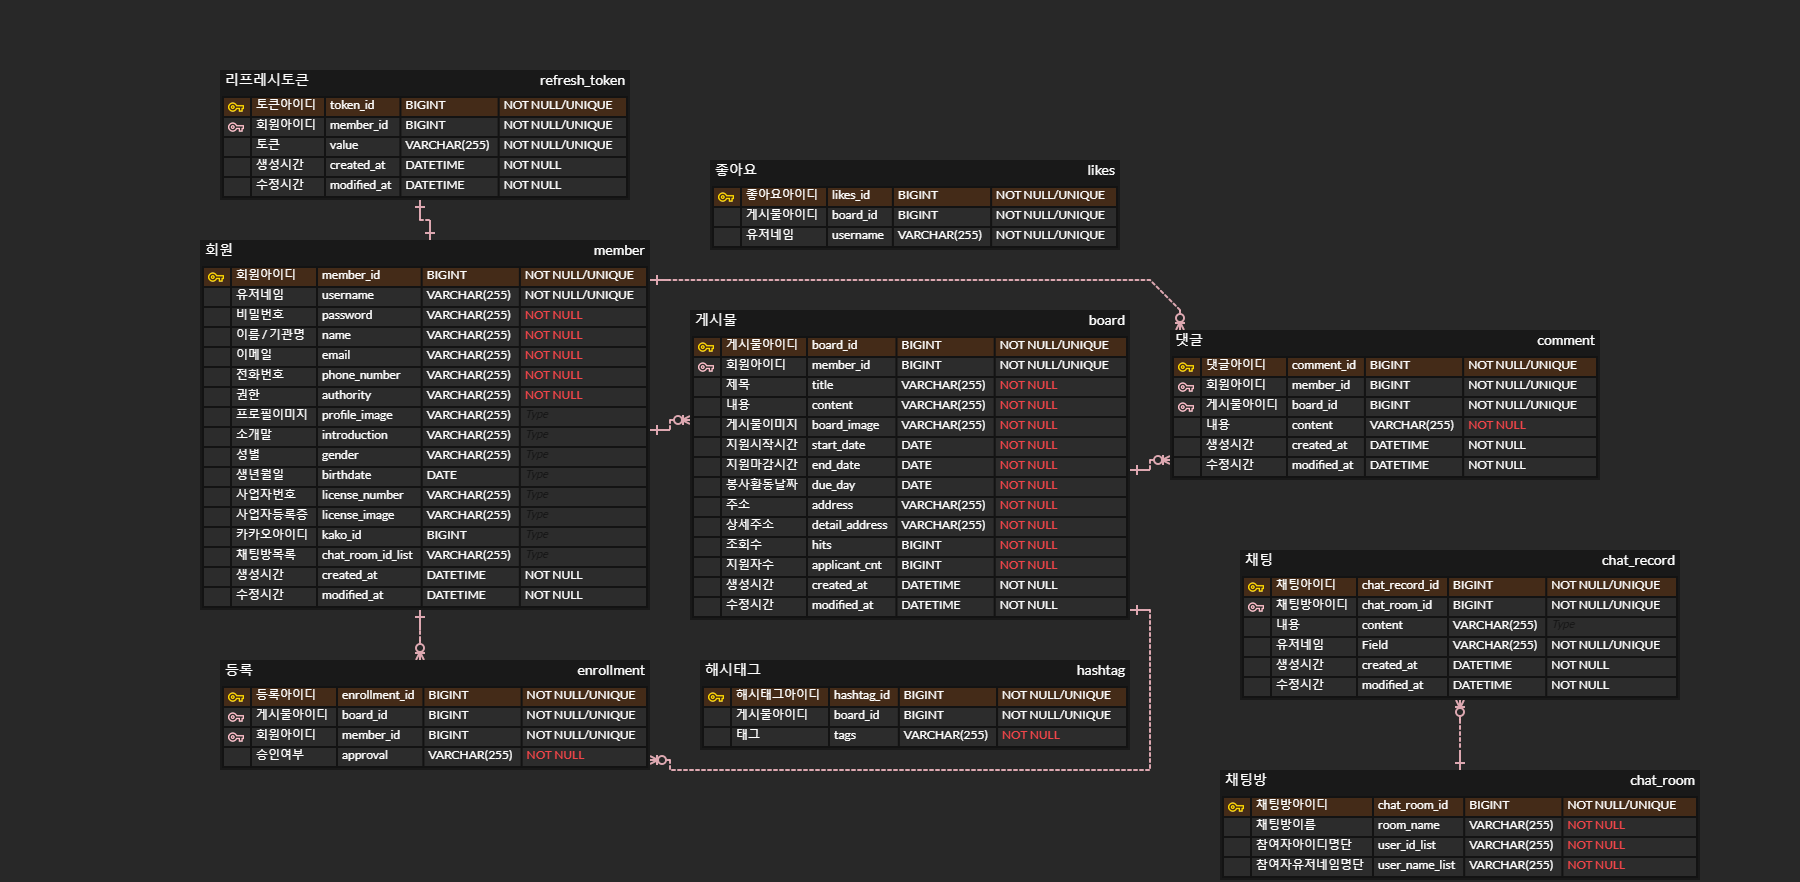 리프레시토큰 refresh_token
토큰아이디 token_id BIGINT NOT NULL/UNIQUE
회원아이디 member_id BIGINT NOT NULL/UNIQUE
토큰 value VARCHAR(255) NOT NULL/UNIQUE
생성시간 created_at DATETIME NOT NULL
수정시간 modified_at DATETIME NOT NULL
좋아요 likes
좋아요아이디 likes_id BIGINT NOT NULL/UNIQUE
게시물아이디 board_id BIGINT NOT NULL/UNIQUE
유저네임 username VARCHAR(255) NOT NULL/UNIQUE
회원 member
회원아이디 member_id BIGINT NOT NULL/UNIQUE
유저네임 username VARCHAR(255) NOT NULL/UNIQUE
비밀번호 password VARCHAR(255) NOT NULL
이름 / 기관명 name VARCHAR(255) NOT NULL
이메일 email VARCHAR(255) NOT NULL
전화번호 phone_number VARCHAR(255) NOT NULL
권한 authority VARCHAR(255) NOT NULL
프로필이미지 profile_image VARCHAR(255) Type
소개말 introduction VARCHAR(255) Type
성별 gender VARCHAR(255) Type
생년월일 birthdate DATE Type
사업자번호 license_number VARCHAR(255) Type
사업자등록증 license_image VARCHAR(255) Type
카카오아이디 kako_id BIGINT Type
채팅방목록 chat_room_id_list VARCHAR(255) Type
생성시간 created_at DATETIME NOT NULL
수정시간 modified_at DATETIME NOT NULL
게시물 board
게시물아이디 board_id BIGINT NOT NULL/UNIQUE
회원아이디 member_id BIGINT NOT NULL/UNIQUE
제목 title VARCHAR(255) NOT NULL
내용 content VARCHAR(255) NOT NULL
게시물이미지 board_image VARCHAR(255) NOT NULL
지원시작시간 start_date DATE NOT NULL
지원마감시간 end_date DATE NOT NULL
봉사활동날짜 due_day DATE NOT NULL
주소 address VARCHAR(255) NOT NULL
상세주소 detail_address VARCHAR(255) NOT NULL
조회수 hits BIGINT NOT NULL
지원자수 applicant_cnt BIGINT NOT NULL
생성시간 created_at DATETIME NOT NULL
수정시간 modified_at DATETIME NOT NULL
댓글 comment
댓글아이디 comment_id BIGINT NOT NULL/UNIQUE
회원아이디 member_id BIGINT NOT NULL/UNIQUE
게시물아이디 board_id BIGINT NOT NULL/UNIQUE
내용 content VARCHAR(255) NOT NULL
생성시간 created_at DATETIME NOT NULL
수정시간 modified_at DATETIME NOT NULL
채팅 chat_record
채팅아이디 chat_record_id BIGINT NOT NULL/UNIQUE
채팅방아이디 chat_room_id BIGINT NOT NULL/UNIQUE
내용 content VARCHAR(255) Type
유저네임 Field VARCHAR(255) NOT NULL/UNIQUE
생성시간 created_at DATETIME NOT NULL
수정시간 modified_at DATETIME NOT NULL
등록 enrollment
등록아이디 enrollment_id BIGINT NOT NULL/UNIQUE
게시물아이디 board_id BIGINT NOT NULL/UNIQUE
회원아이디 member_id BIGINT NOT NULL/UNIQUE
승인여부 approval VARCHAR(255) NOT NULL
해시태그 hashtag
해시태그아이디 hashtag_id BIGINT NOT NULL/UNIQUE
게시물아이디 board_id BIGINT NOT NULL/UNIQUE
태그 tags VARCHAR(255) NOT NULL
채팅방 chat_room
채팅방아이디 chat_room_id BIGINT NOT NULL/UNIQUE
채팅방이름 room_name VARCHAR(255) NOT NULL
참여자아이디명단 user_id_list VARCHAR(255) NOT NULL
참여자유저네임명단 user_name_list VARCHAR(255) NOT NULL